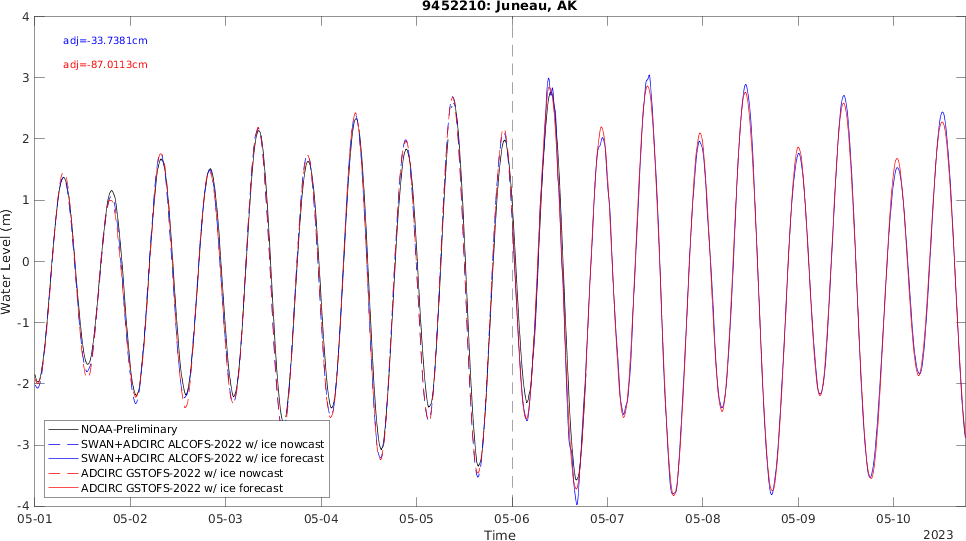 9452210: Juneau, AK
adj=-33.7381cm
adj=-87.0113cm
Water Level (m)
4
3
2
1
0
-1
-2
-3
-4
NOAA-Preliminary
SWAN+ADCIRC ALCOFS-2022 w/ ice nowcast
SWAN+ADCIRC ALCOFS-2022 w/ ice forecast
ADCIRC GSTOFS-2022 w/ ice nowcast
ADCIRC GSTOFS-2022 w/ ice forecast
05-01 05-02 05-03 05-04 05-05 05-06 05-07 05-08 05-09 05-10
Time
2023